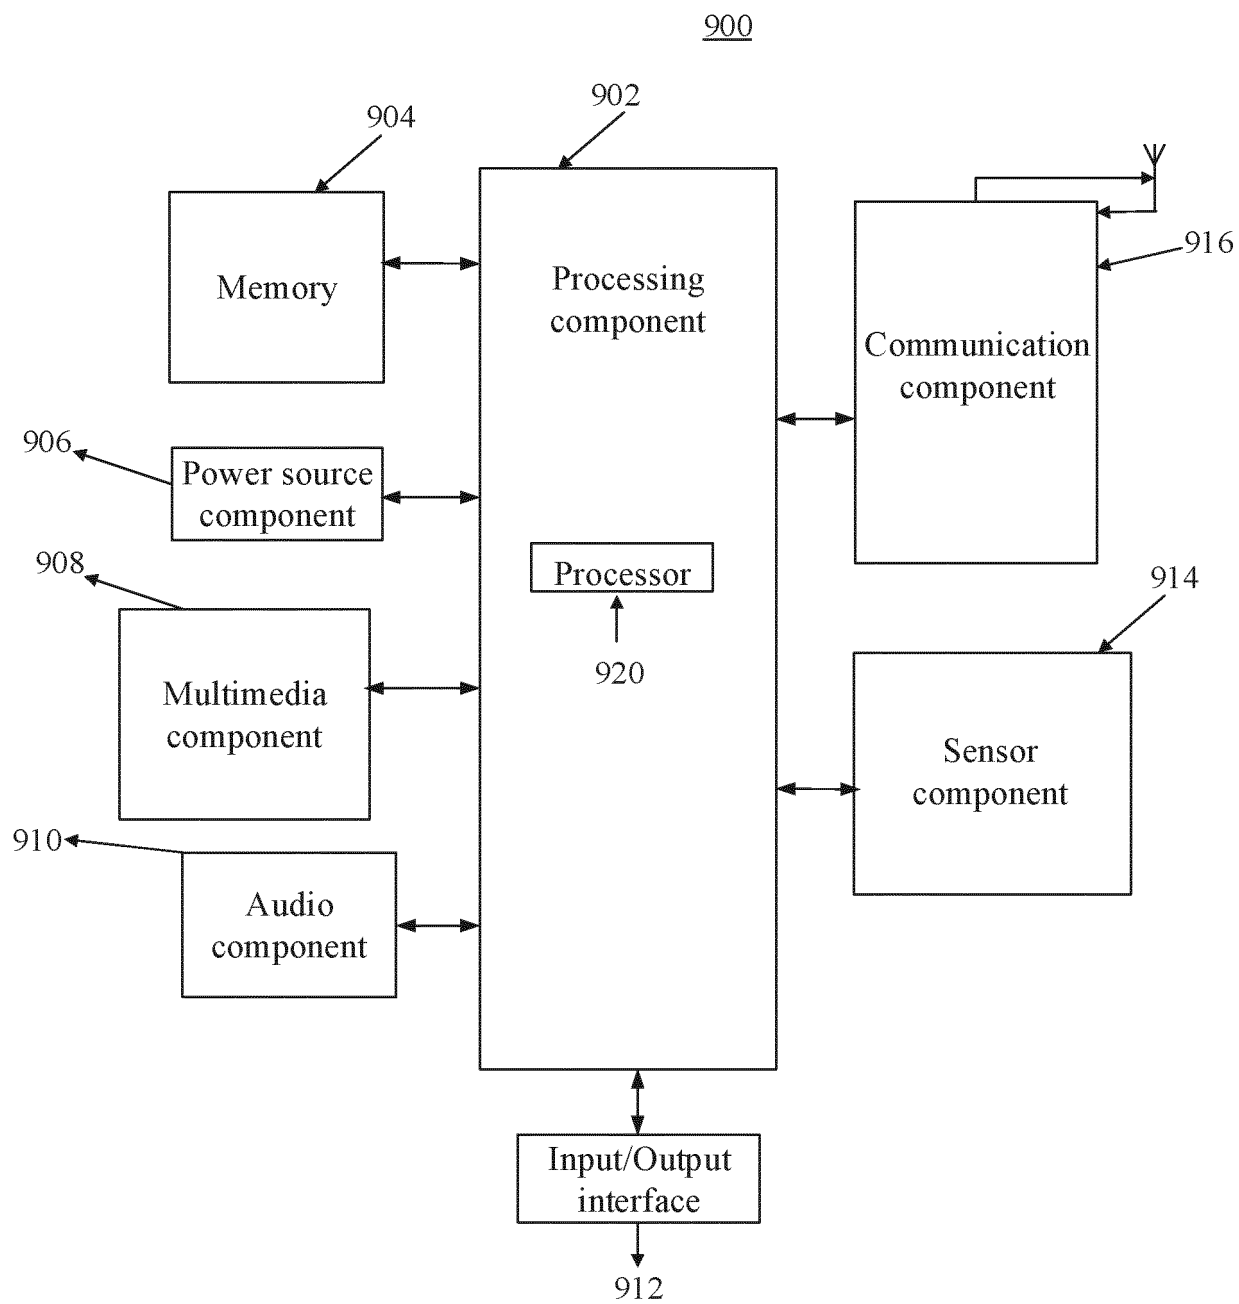 900
902
904
916
Memory
Processing
component
Communication
component
906
Power source
component
908
Processor
920
914
Multimedia
component
Sensor
component
910
Audio
component
Input/Output
interface
912